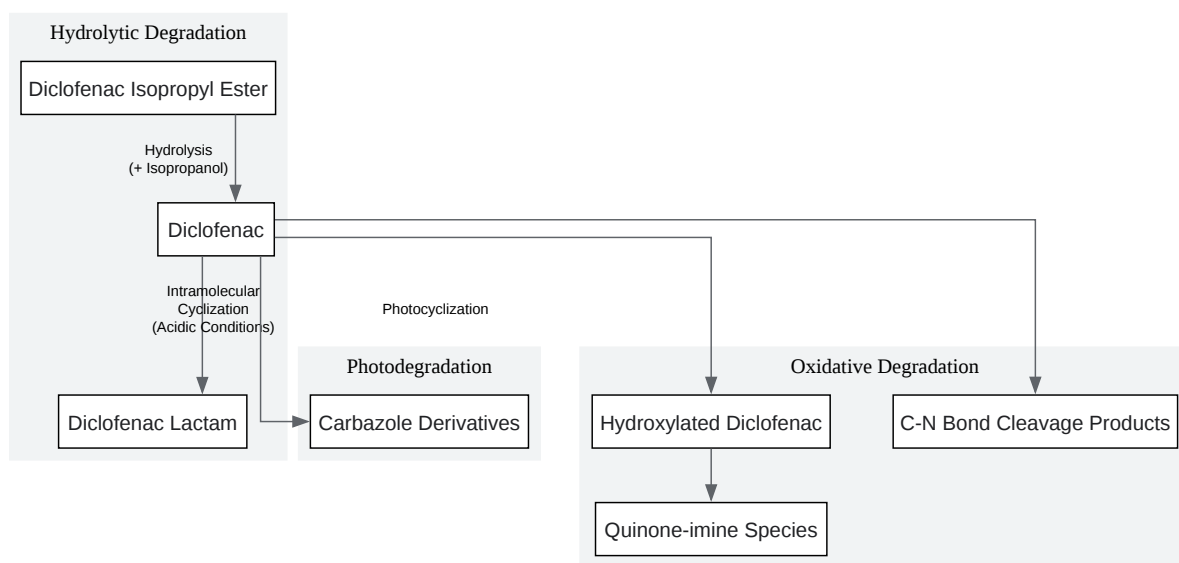 Hydrolytic Degradation
Diclofenac Isopropyl Ester
Hydrolysis
(+ Isopropanol)
Diclofenac
Intramolecular
Cyclization
(Acidic Conditions)
Photocyclization
Photodegradation
Oxidative Degradation
Diclofenac Lactam
Carbazole Derivatives
Hydroxylated Diclofenac
C-N Bond Cleavage Products
Quinone-imine Species